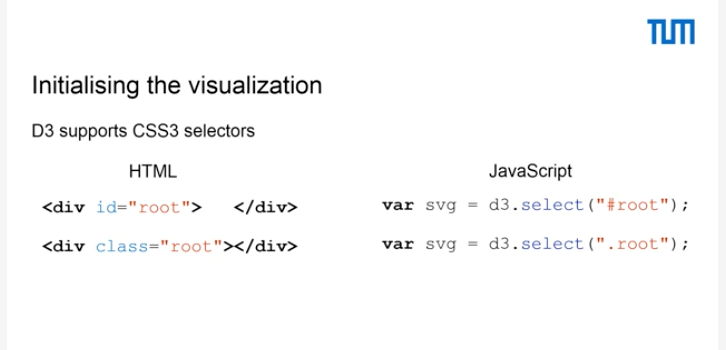 TUM
Initialising the visualization
D3 supports CSS3 selectors
HTML
JavaScript
<div id="root">   </div>
var svg = d3.select("#root");
<div class="root"></div>
var svg = d3.select(".root");